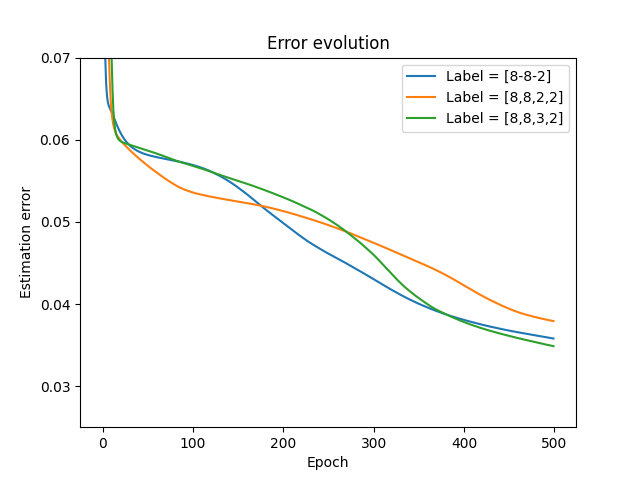 Error evolution
Label = [8-8-2]
Label = [8,8,2,2]
Label = [8,8,3,2]
Estimation error
0.07
0.06
0.05
0.04
0.03
0 100 200 300 400 500
Epoch